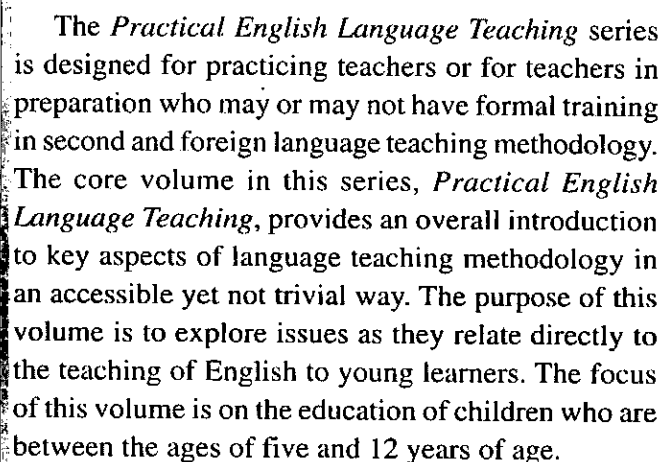 The Practical English Language Teaching series
is designed for practicing teachers or for teachers in
preparation who may or may not have formal training
in second and foreign language teaching methodology.
The core volume in this series, Practical English
Language Teaching, provides an overall introduction
to key aspects of language teaching methodology in
an accessible yet not trivial way. The purpose of this
volume is to explore issues as they relate directly to
the teaching of English to young learners. The focus
of this volume is on the education of children who are
between the ages of five and 12 years of age.